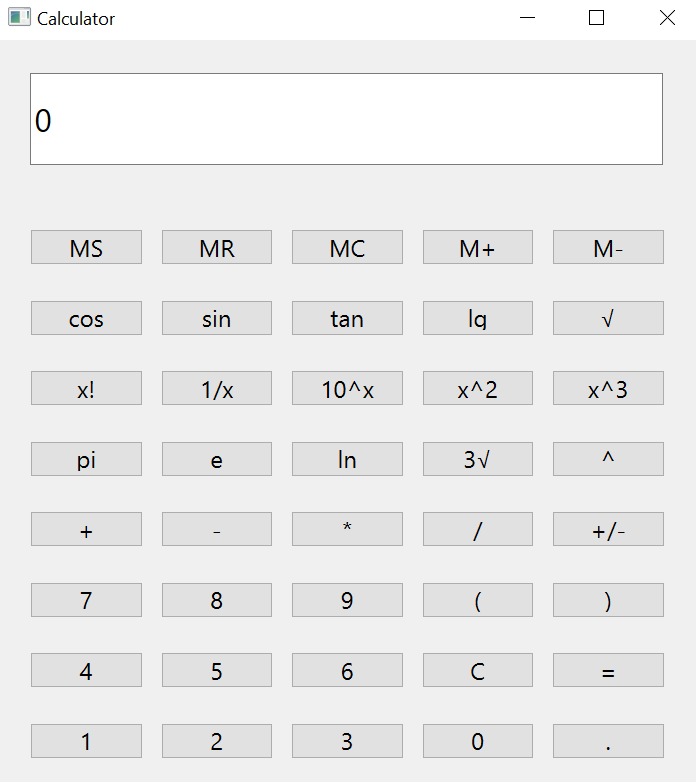 Calculator
0
MS MR MC M+ M-
cos sin tan lg √
x! 1/x 10^x x^2 x^3
pi e ln 3√ ^
+ - * / +/-
7 8 9 ( )
4 5 6 C =
1 2 3 0 .